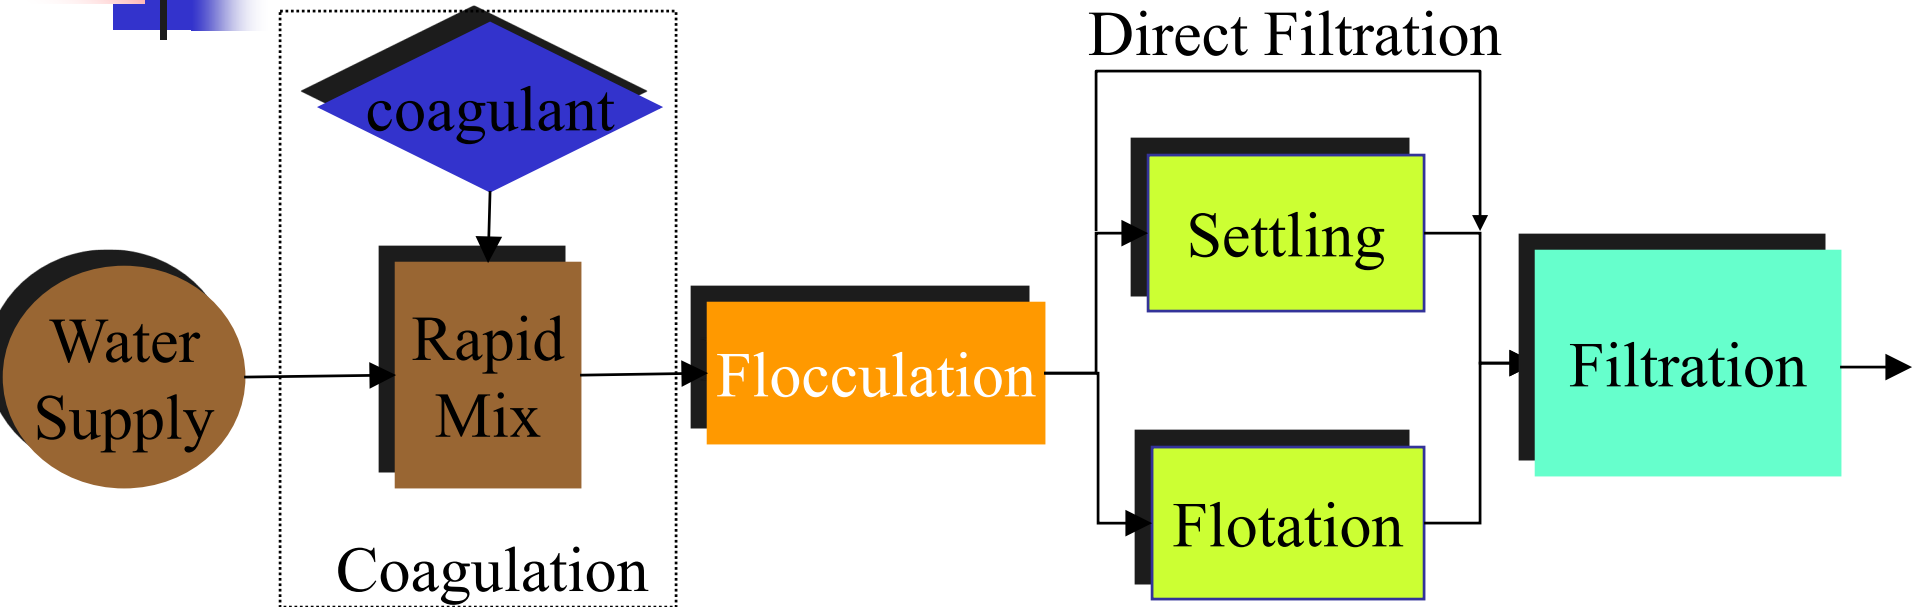 Direct Filtration
coagulant
Settling
Water
Supply
Rapid
Mix
Flocculation
Filtration
Flotation
Coagulation